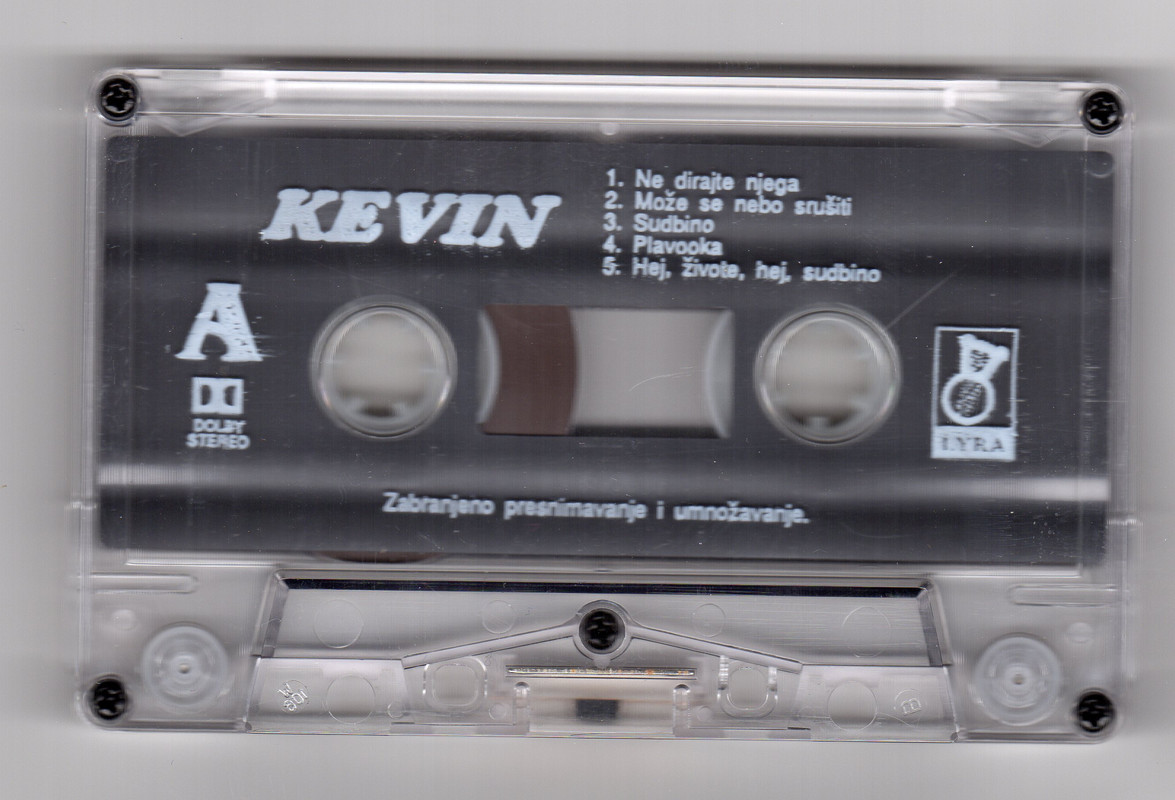 KEVIN
1. Ne dirajte njega
2. Može se nebo srušiti
3. Sudbino
4. Plavooka
5. Hej, živote, hej, sudbino
A
DOLBY
STEREO
LYRA
Zabranjeno presnimavanje i umnožavanje.